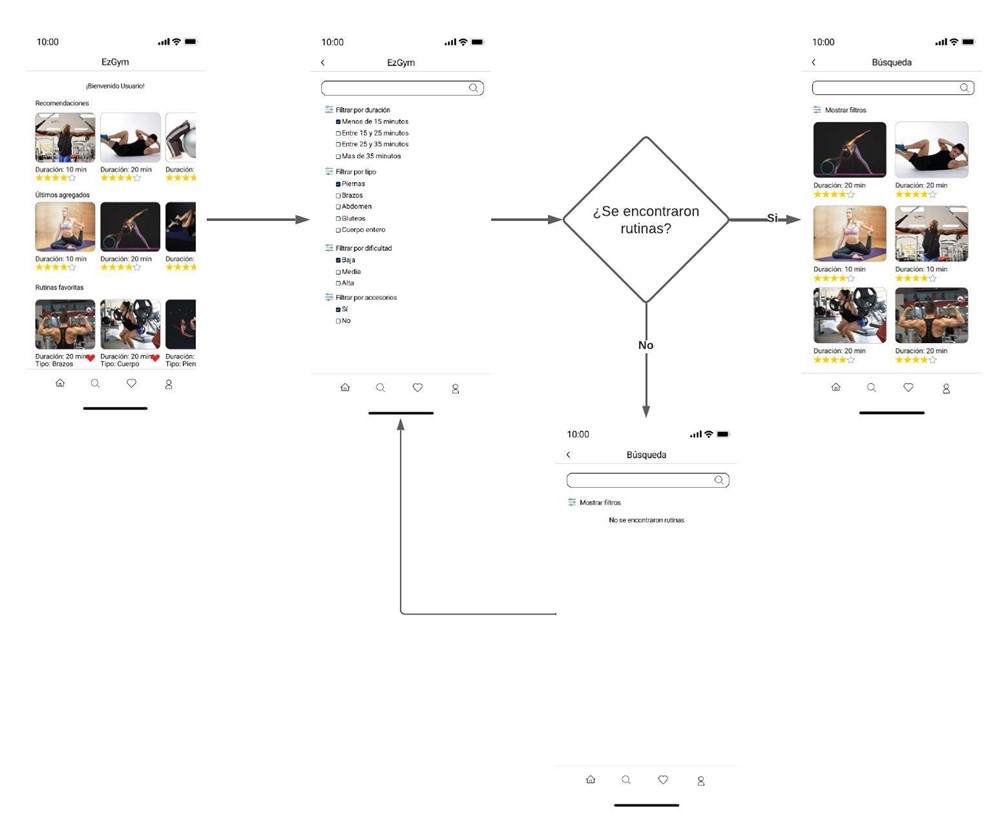 10:00
EzGym
¡Bienvenido Usuario!
Recomendaciones
Duración: 10 min
Duración: 20 min
Duración:
Últimos agregados
Duración: 10 min
Duración: 20 min
Duración:
Rutinas favoritas
Duración: 20 min
Tipo: Brazos
Duración: 20 min
Tipo: Cuerpo
Duración:
Tipo: Pier
10:00
EzGym
Filtrar por duración
Menos de 15 minutos
Entre 15 y 25 minutos
Entre 25 y 35 minutos
Mas de 35 minutos
Filtrar por tipo
Piernas
Brazos
Abdomen
Gluteos
Cuerpo entero
Filtrar por dificultad
Baja
Media
Alta
Filtrar por accesorios
Sí
No
¿Se encontraron
rutinas?
Si
No
10:00
Búsqueda
Mostrar filtros
Duración: 20 min
Duración: 20 min
Duración: 10 min
Duración: 10 min
Duración: 20 min
Duración: 20 min
10:00
Búsqueda
Mostrar filtros
No se encontraron rutinas